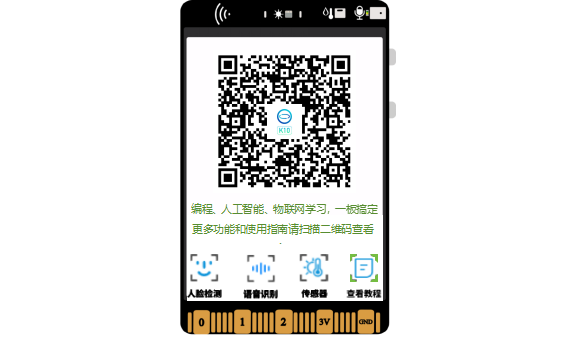 K10
编程、人工智能、物联网学习，一板搞定
更多功能和使用指南请扫描二维码查看
人脸检测
语音识别
传感器
查看教程
0
1
2
3V
GND